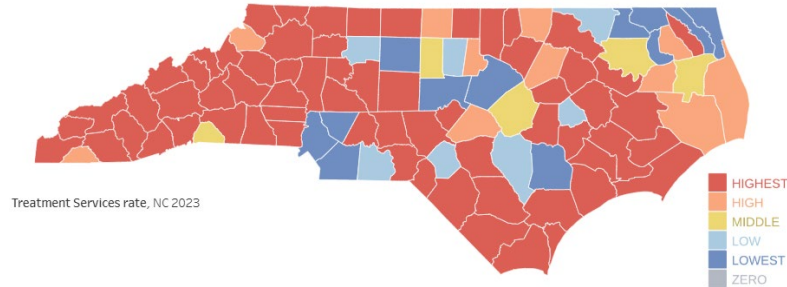 Treatment Services rate, NC 2023
HIGHEST
HIGH
MIDDLE
LOW
LOWEST
ZERO